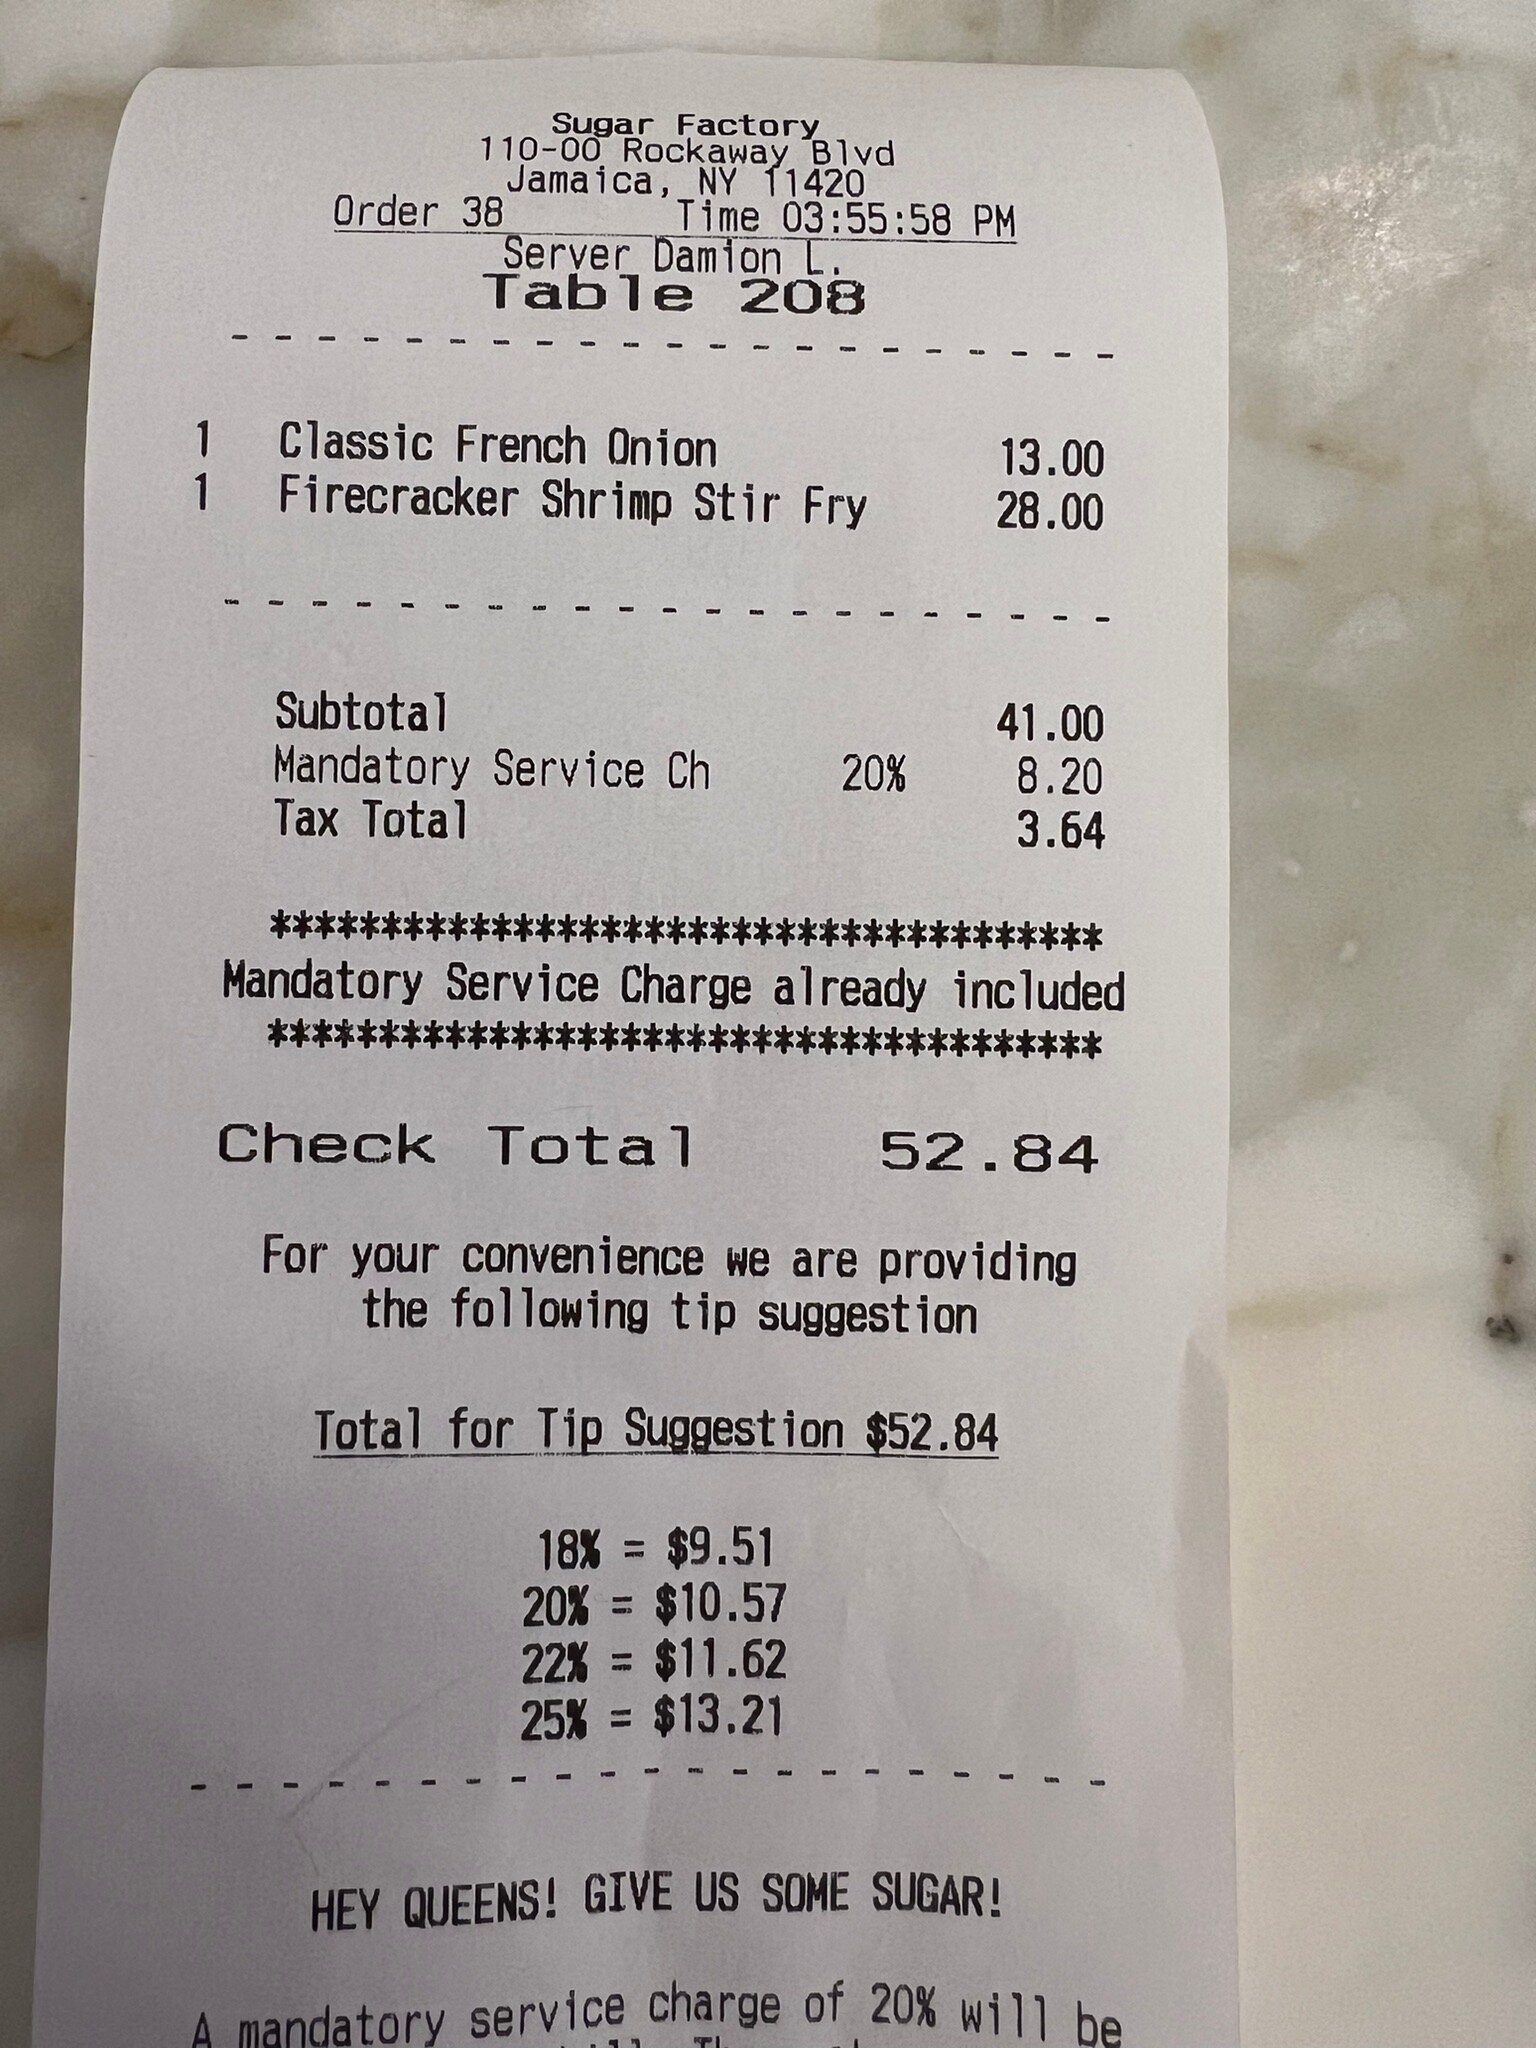 Sugar Factory
110-00 Rockaway Blvd
Jamaica, NY 11420
Order 38 Time 03:55:58 PM
Server Damion L.
Table 208
- - - - - - - - - - - - - - - - - - - - -
1 Classic French Onion 13.00
1 Firecracker Shrimp Stir Fry 28.00
- - - - - - - - - - - - - - - - - - - - -
Subtotal 41.00
Mandatory Service Ch 20% 8.20
Tax Total 3.64
**************************************
Mandatory Service Charge already included
**************************************
Check Total 52.84
For your convenience we are providing
the following tip suggestion
Total for Tip Suggestion $52.84
18% = $9.51
20% = $10.57
22% = $11.62
25% = $13.21
- - - - - - - - - - - - - - - - - - - - -
HEY QUEENS! GIVE US SOME SUGAR!
A mandatory service charge of 20% will be